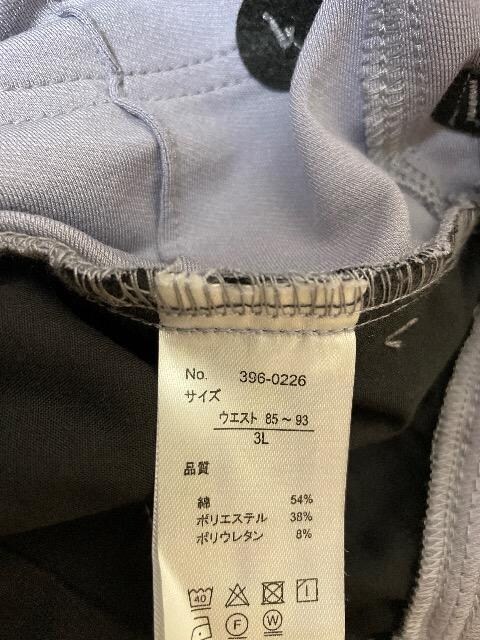 No. 396-0226
サイズ
ウエスト 85～93
3L
品質
綿 54%
ポリエステル 38%
ポリウレタン 8%
40
F W